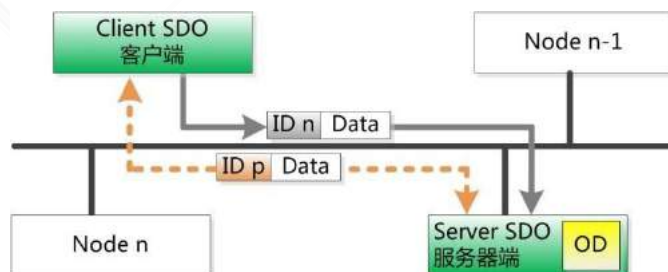 Client SDO
客户端
Node n-1
ID n Data
ID p Data
Node n
Server SDO
服务器端
OD